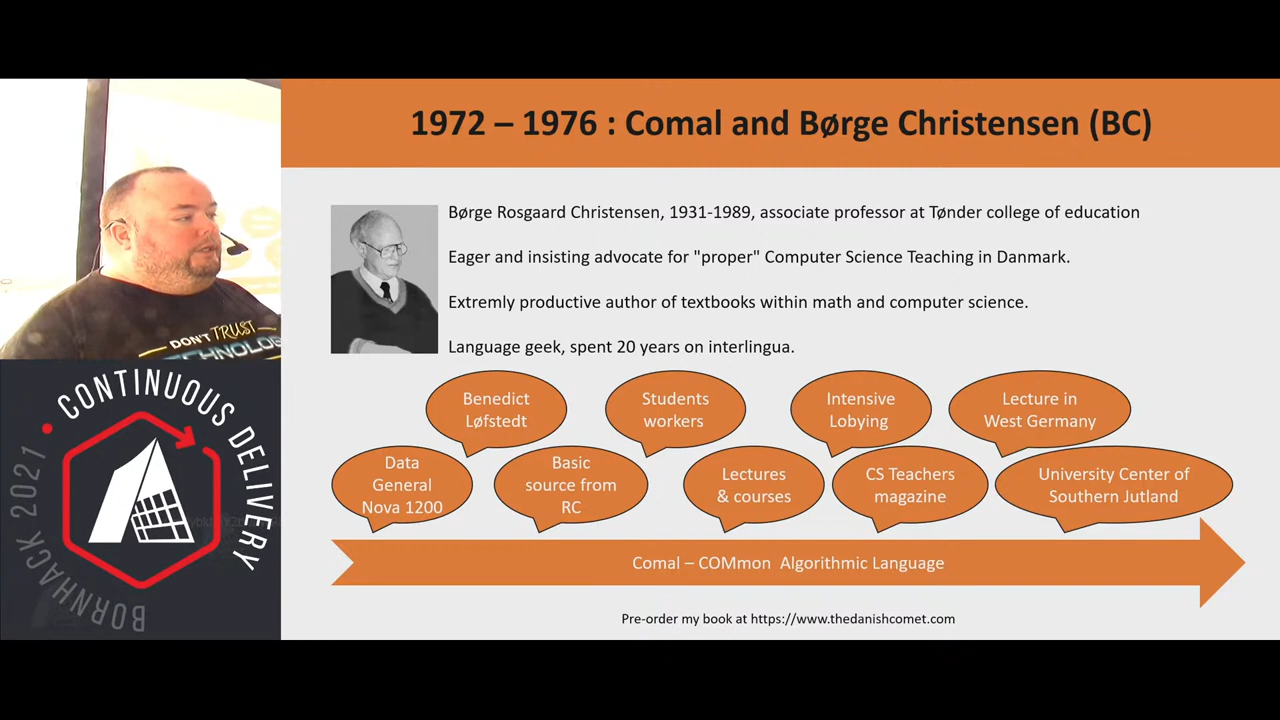 1972 – 1976 : Comal and Børge Christensen (BC)
Børge Rosgaard Christensen, 1931-1989, associate professor at Tønder college of education
Eager and insisting advocate for "proper" Computer Science Teaching in Danmark.
Extremly productive author of textbooks within math and computer science.
Language geek, spent 20 years on interlingua.
Benedict
Løfstedt
Students
workers
Intensive
Lobying
Lecture in
West Germany
Data
General
Nova 1200
Basic
source from
RC
Lectures
& courses
CS Teachers
magazine
University Center of
Southern Jutland
Comal – COMmon Algorithmic Language
Pre-order my book at https://www.thedanishcomet.com
DON'T TRUST
TECHNOLOG
CONTINUOUS DELIVERY
BORNHACK 2021